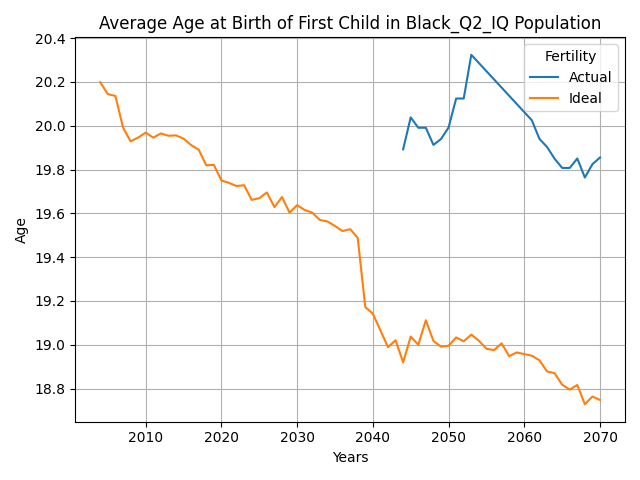 Average Age at Birth of First Child in Black_Q2_IQ Population
20.4
20.2
20.0
19.8
19.6
19.4
19.2
19.0
18.8
Age
Fertility
Actual
Ideal
2010 2020 2030 2040 2050 2060 2070
Years